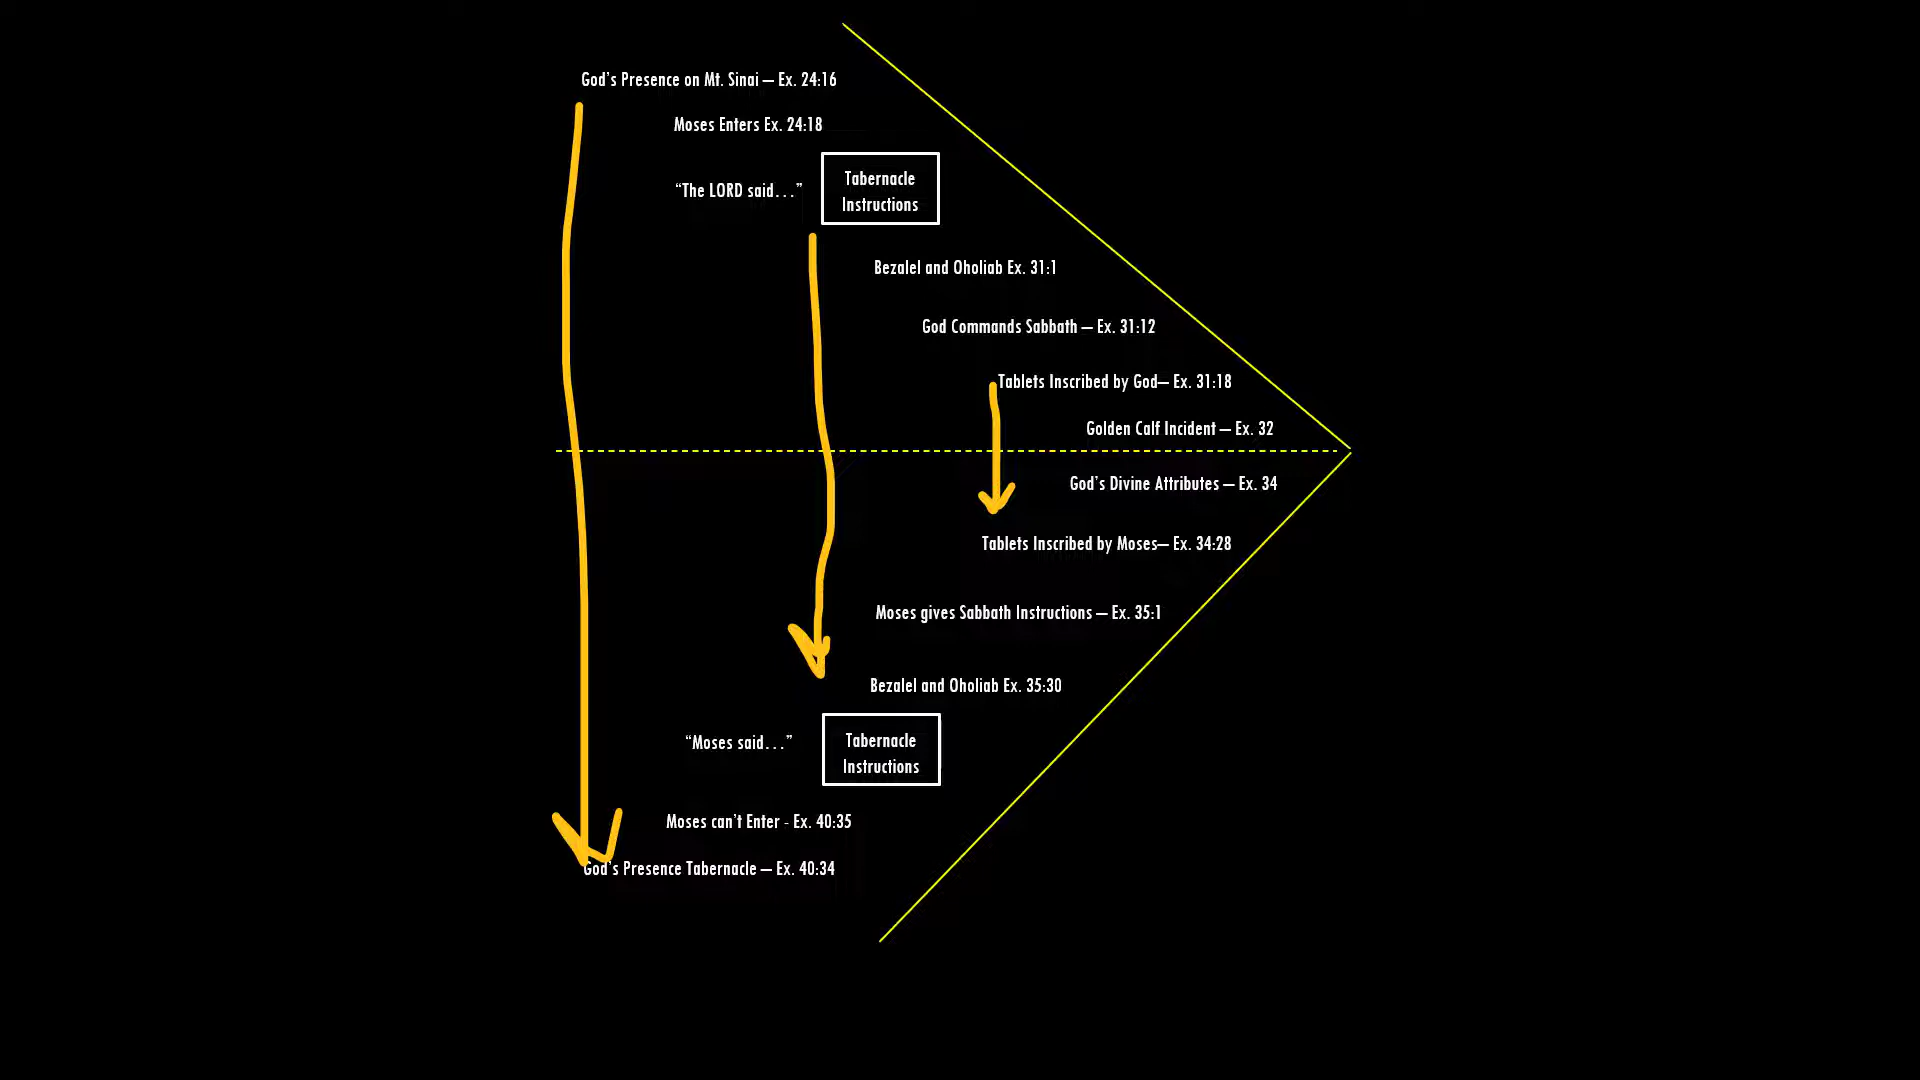 God's Presence on Mt. Sinai – Ex. 24:16
Moses Enters Ex. 24:18
“The LORD said…”
Tabernacle
Instructions
Bezalel and Oholiab Ex. 31:1
God Commands Sabbath – Ex. 31:12
Tablets Inscribed by God– Ex. 31:18
Golden Calf Incident – Ex. 32
God's Divine Attributes – Ex. 34
Tablets Inscribed by Moses– Ex. 34:28
Moses gives Sabbath Instructions – Ex. 35:1
Bezalel and Oholiab Ex. 35:30
“Moses said…”
Tabernacle
Instructions
Moses can't Enter - Ex. 40:35
God's Presence Tabernacle – Ex. 40:34